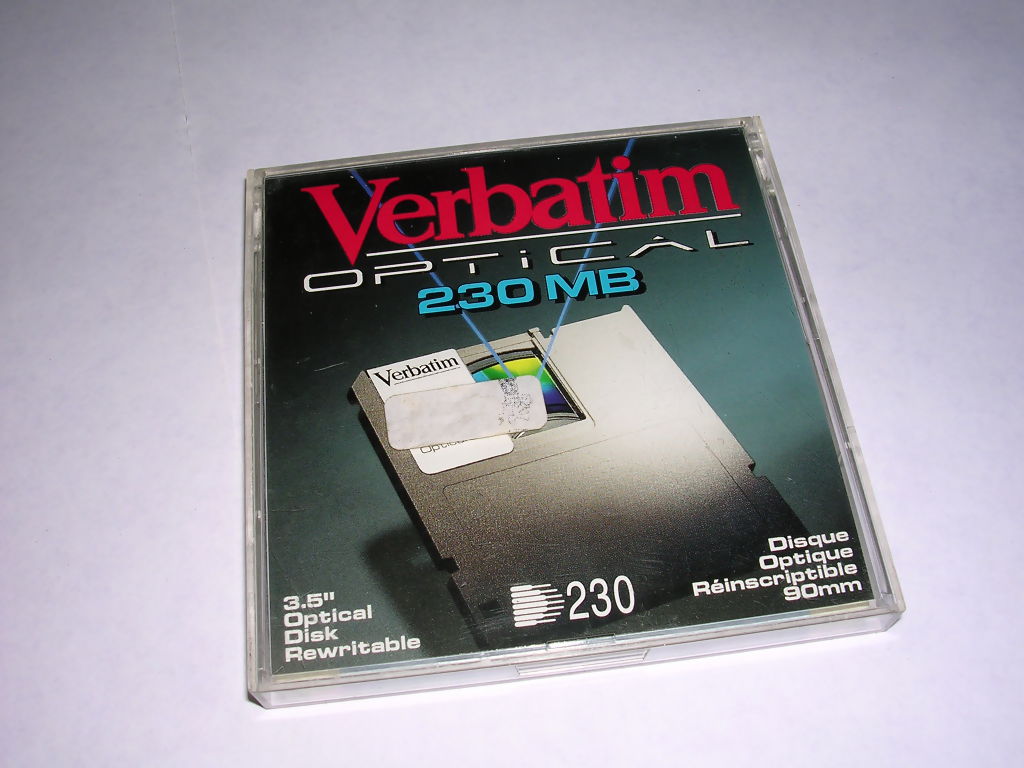 Verbatim
OPTICAL
230 MB
Verbatim
3.5"
Optical
Disk
Rewritable
230
Disque
Optique
Réinscriptible
90mm